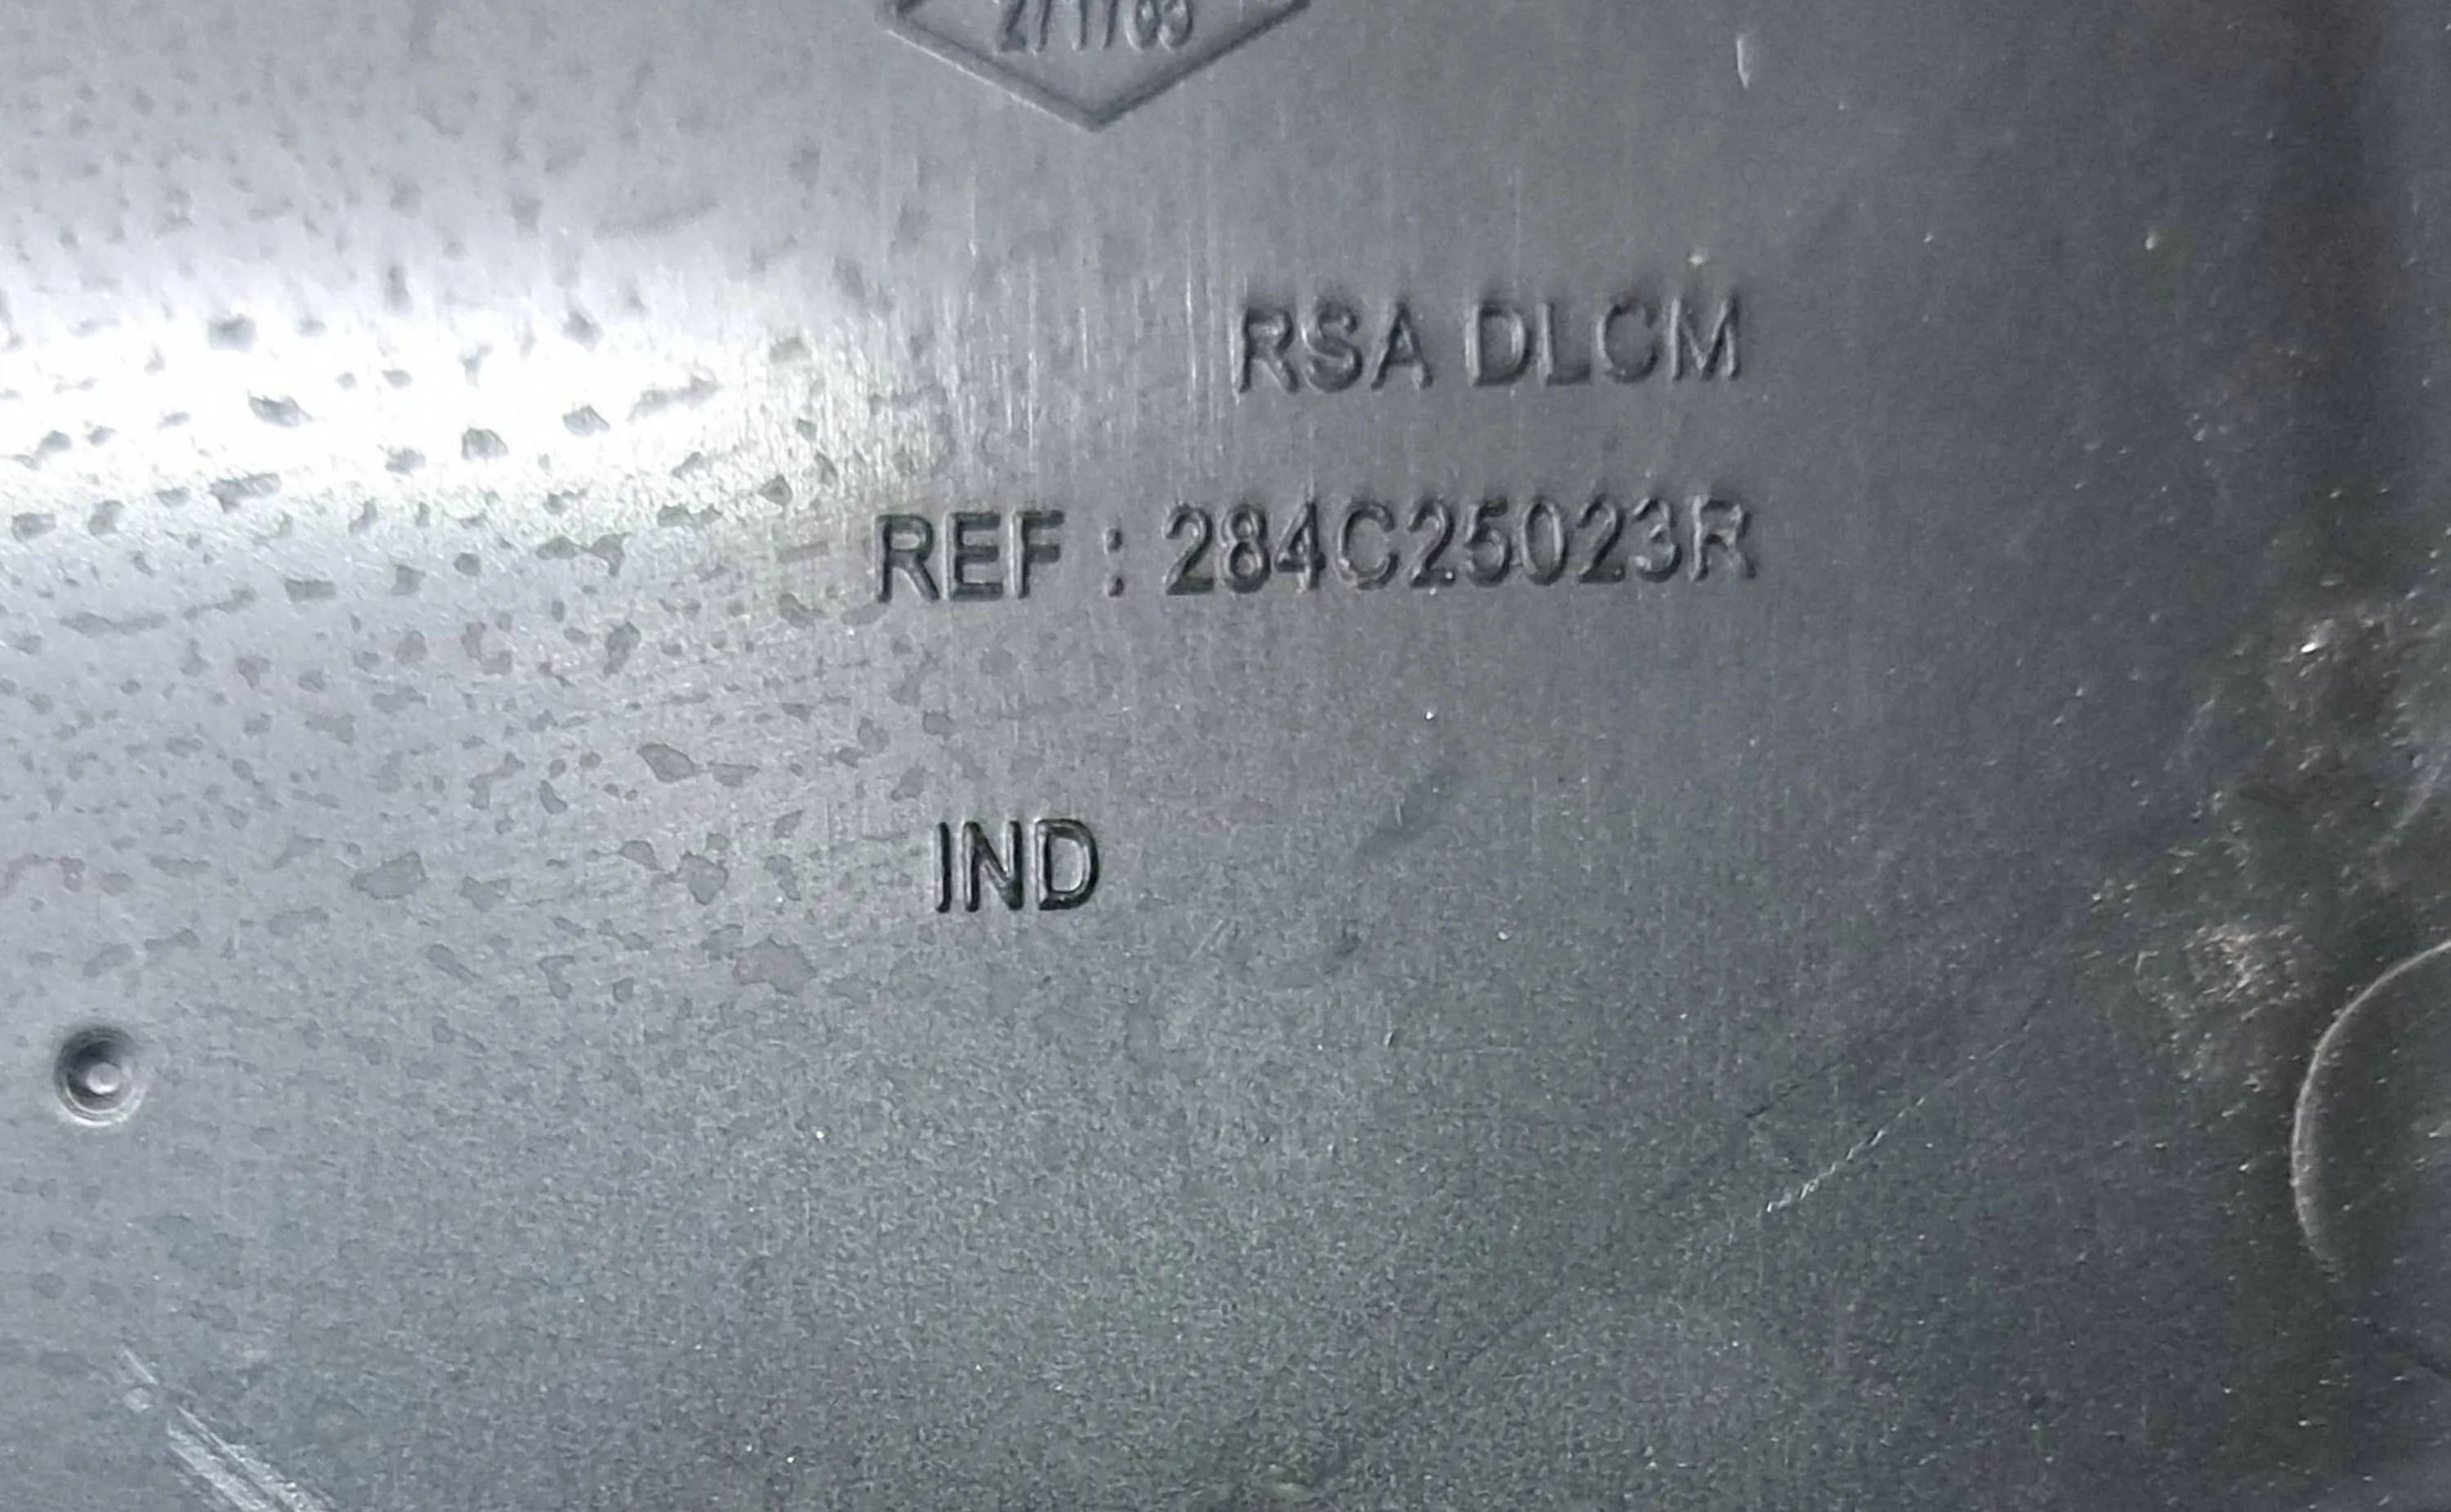 RSA DLCM
REF : 284C25023R
IND